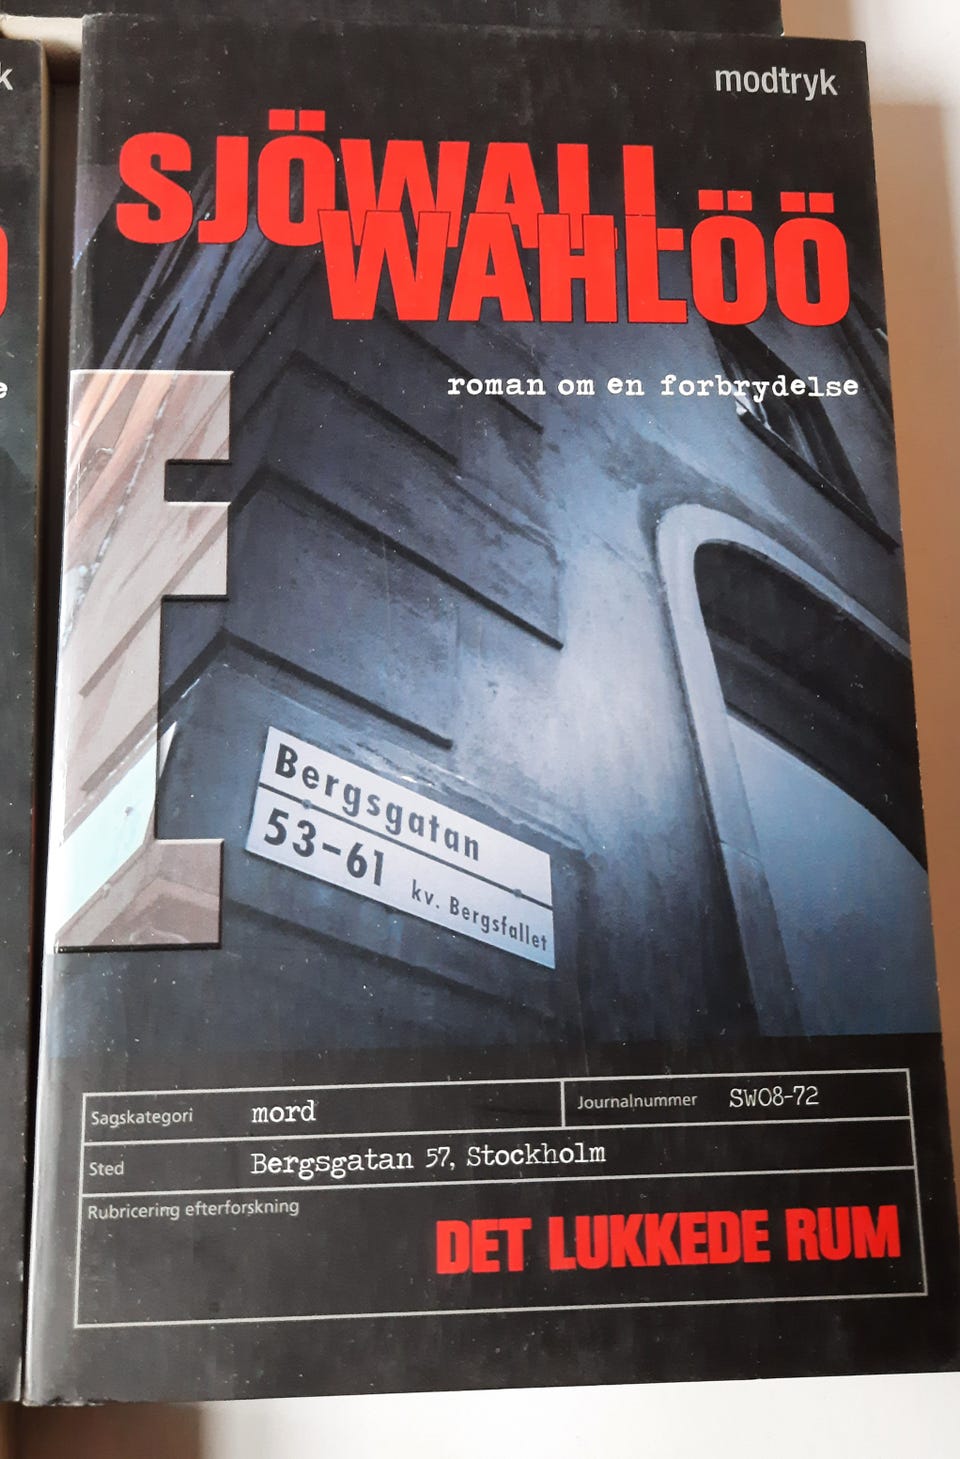 modtryk
SJÖWALL
WAHLÖÖ
roman om en forbrydelse
Bergsgatan
53-61 kv. Bergsfallet
Sagskategori mord
Journalnummer SW08-72
Sted Bergsgatan 57, Stockholm
Rubricering efterforskning
DET LUKKEDE RUM
k
e